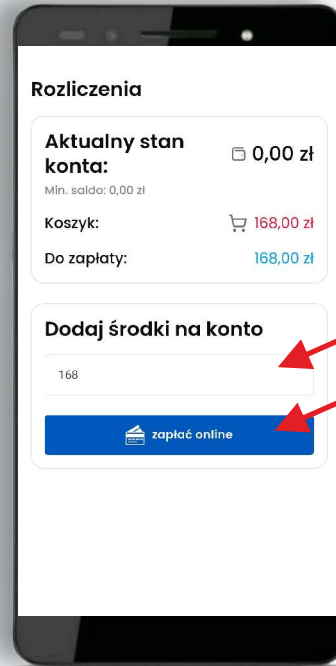 Rozliczenia
Aktualny stan
konta:
0,00 zł
Min. saldo: 0,00 zł
Koszyk: 168,00 zł
Do zapłaty: 168,00 zł
Dodaj środki na konto
168
zapłać online